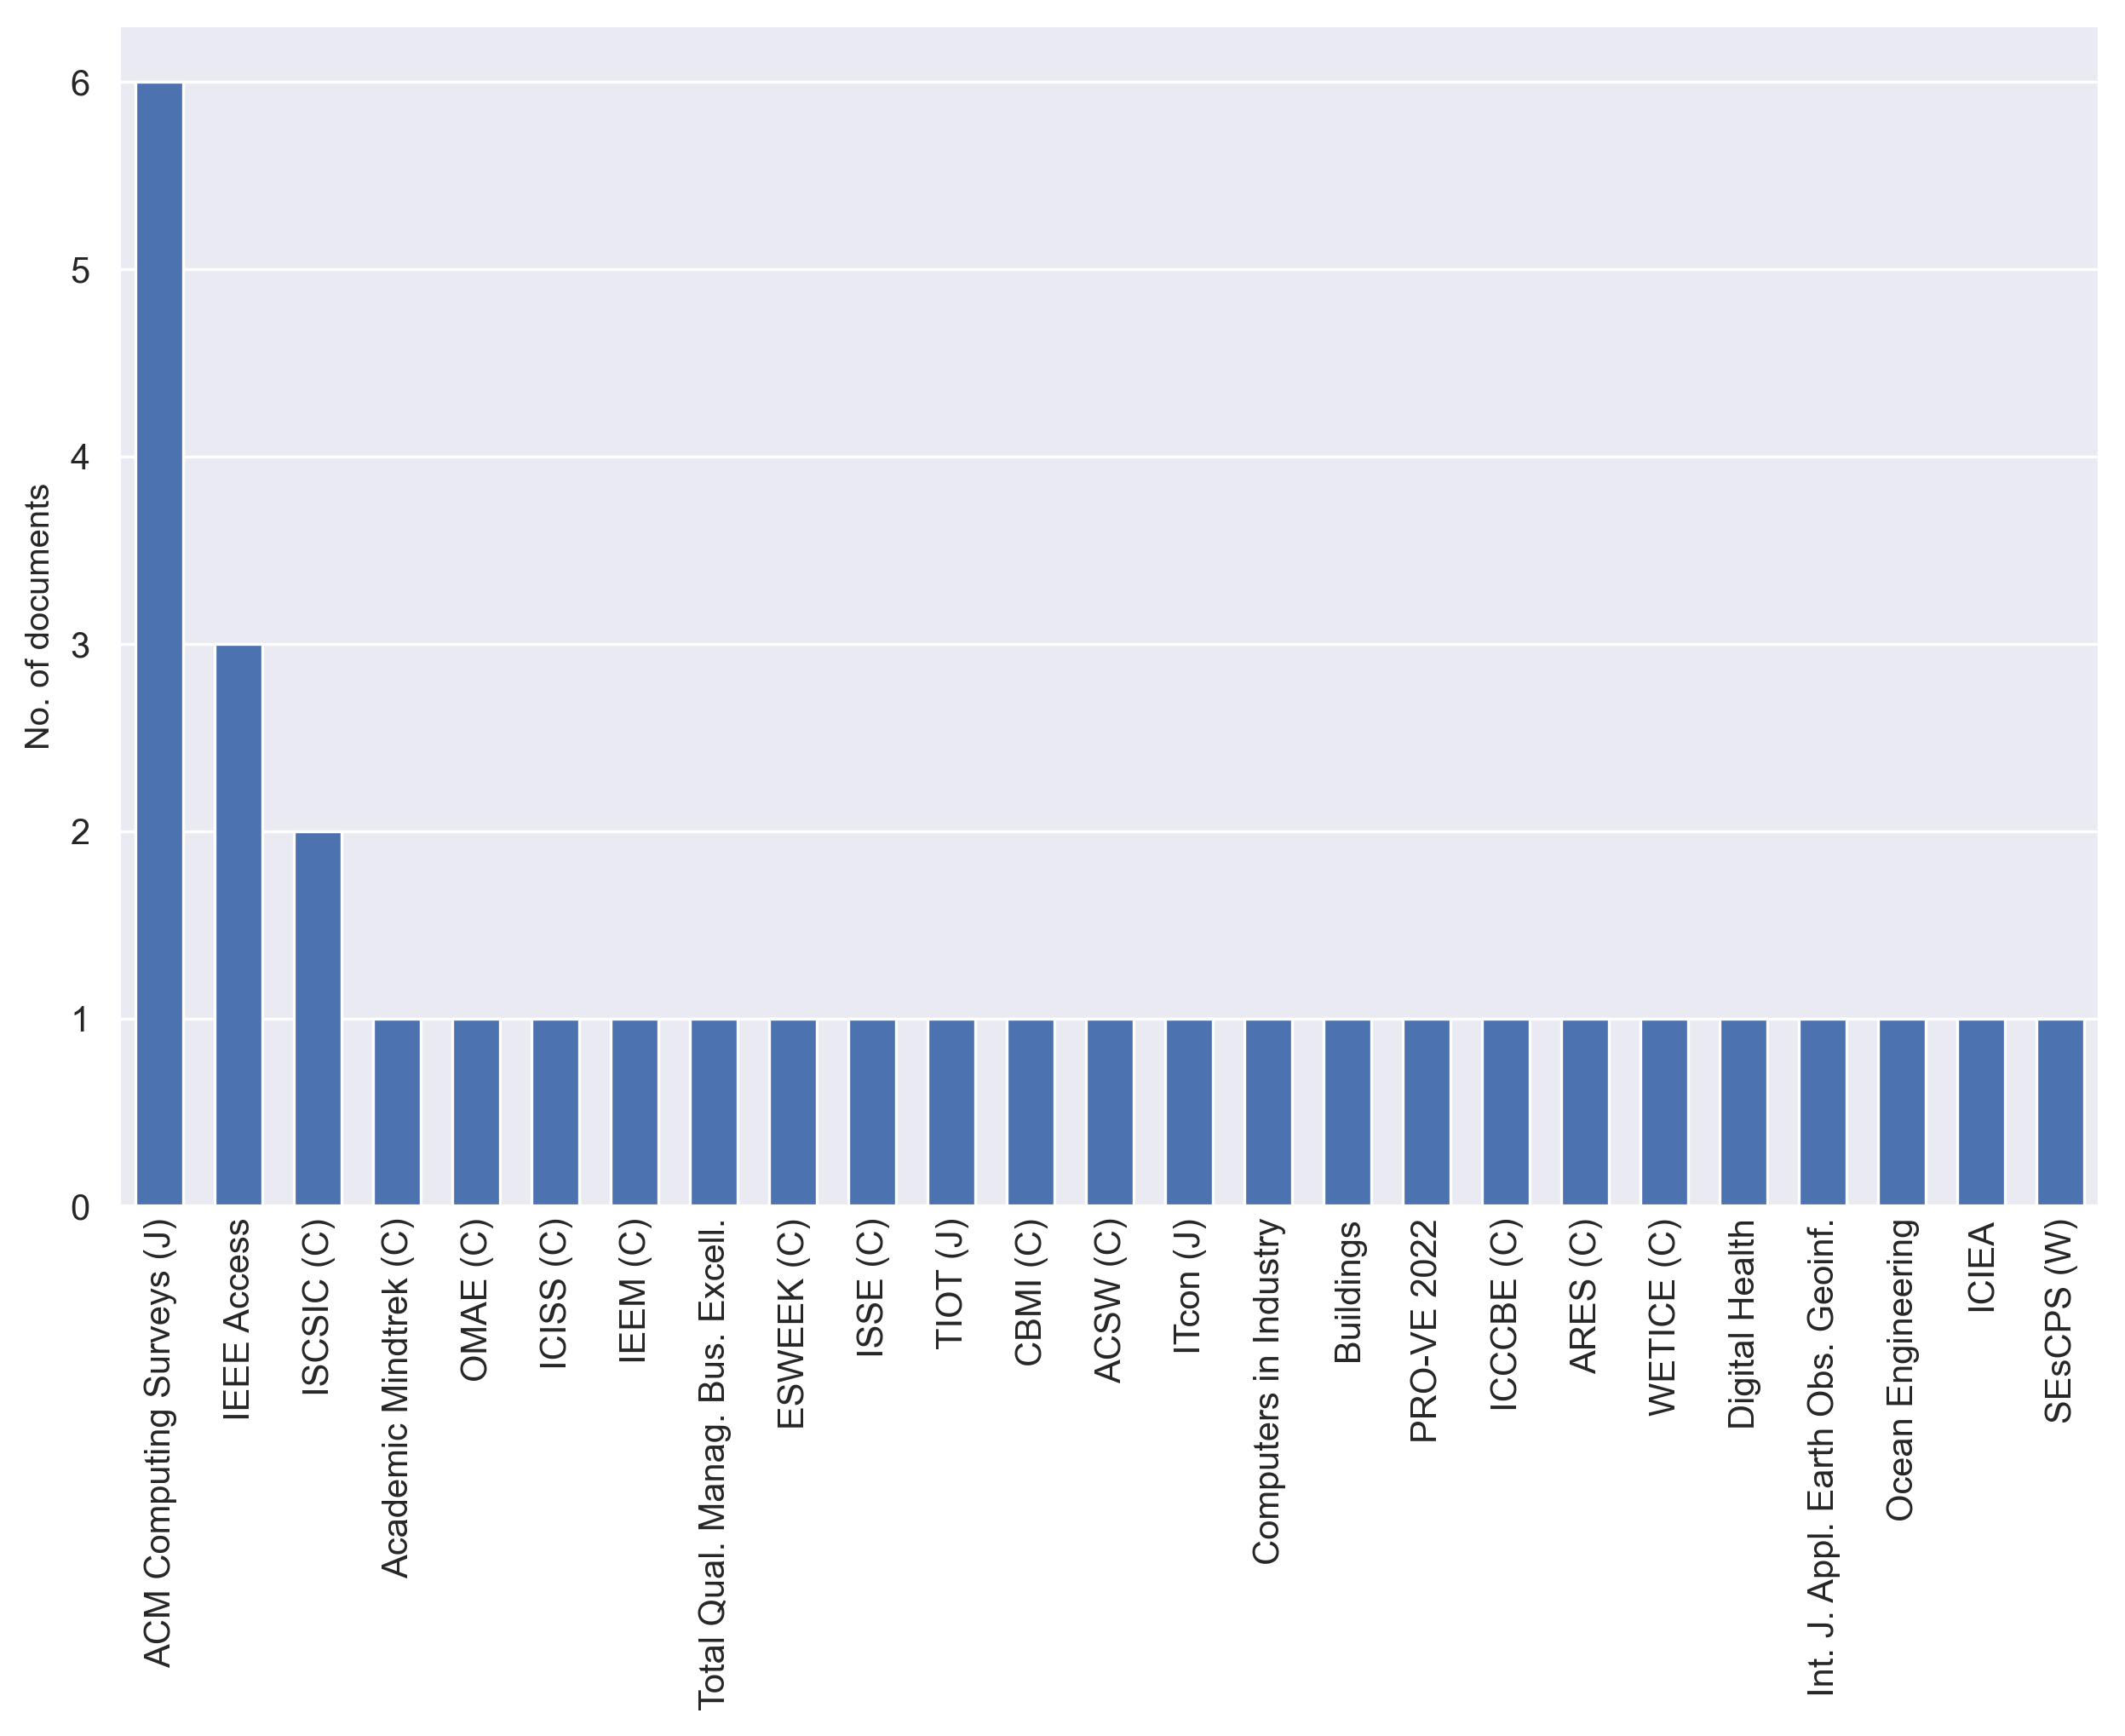 No. of documents
6
5
4
3
2
1
0
ACM Computing Surveys (J)
IEEE Access
ISCSIC (C)
Academic Mindtrek (C)
OMAE (C)
ICISS (C)
IEEM (C)
Total Qual. Manag. Bus. Excell.
ESWEEK (C)
ISSE (C)
TIOT (J)
CBMI (C)
ACSW (C)
ITcon (J)
Computers in Industry
Buildings
PRO-VE 2022
ICCCBE (C)
ARES (C)
WETICE (C)
Digital Health
Int. J. Appl. Earth Obs. Geoinf.
Ocean Engineering
ICIEA
SEsCPS (W)